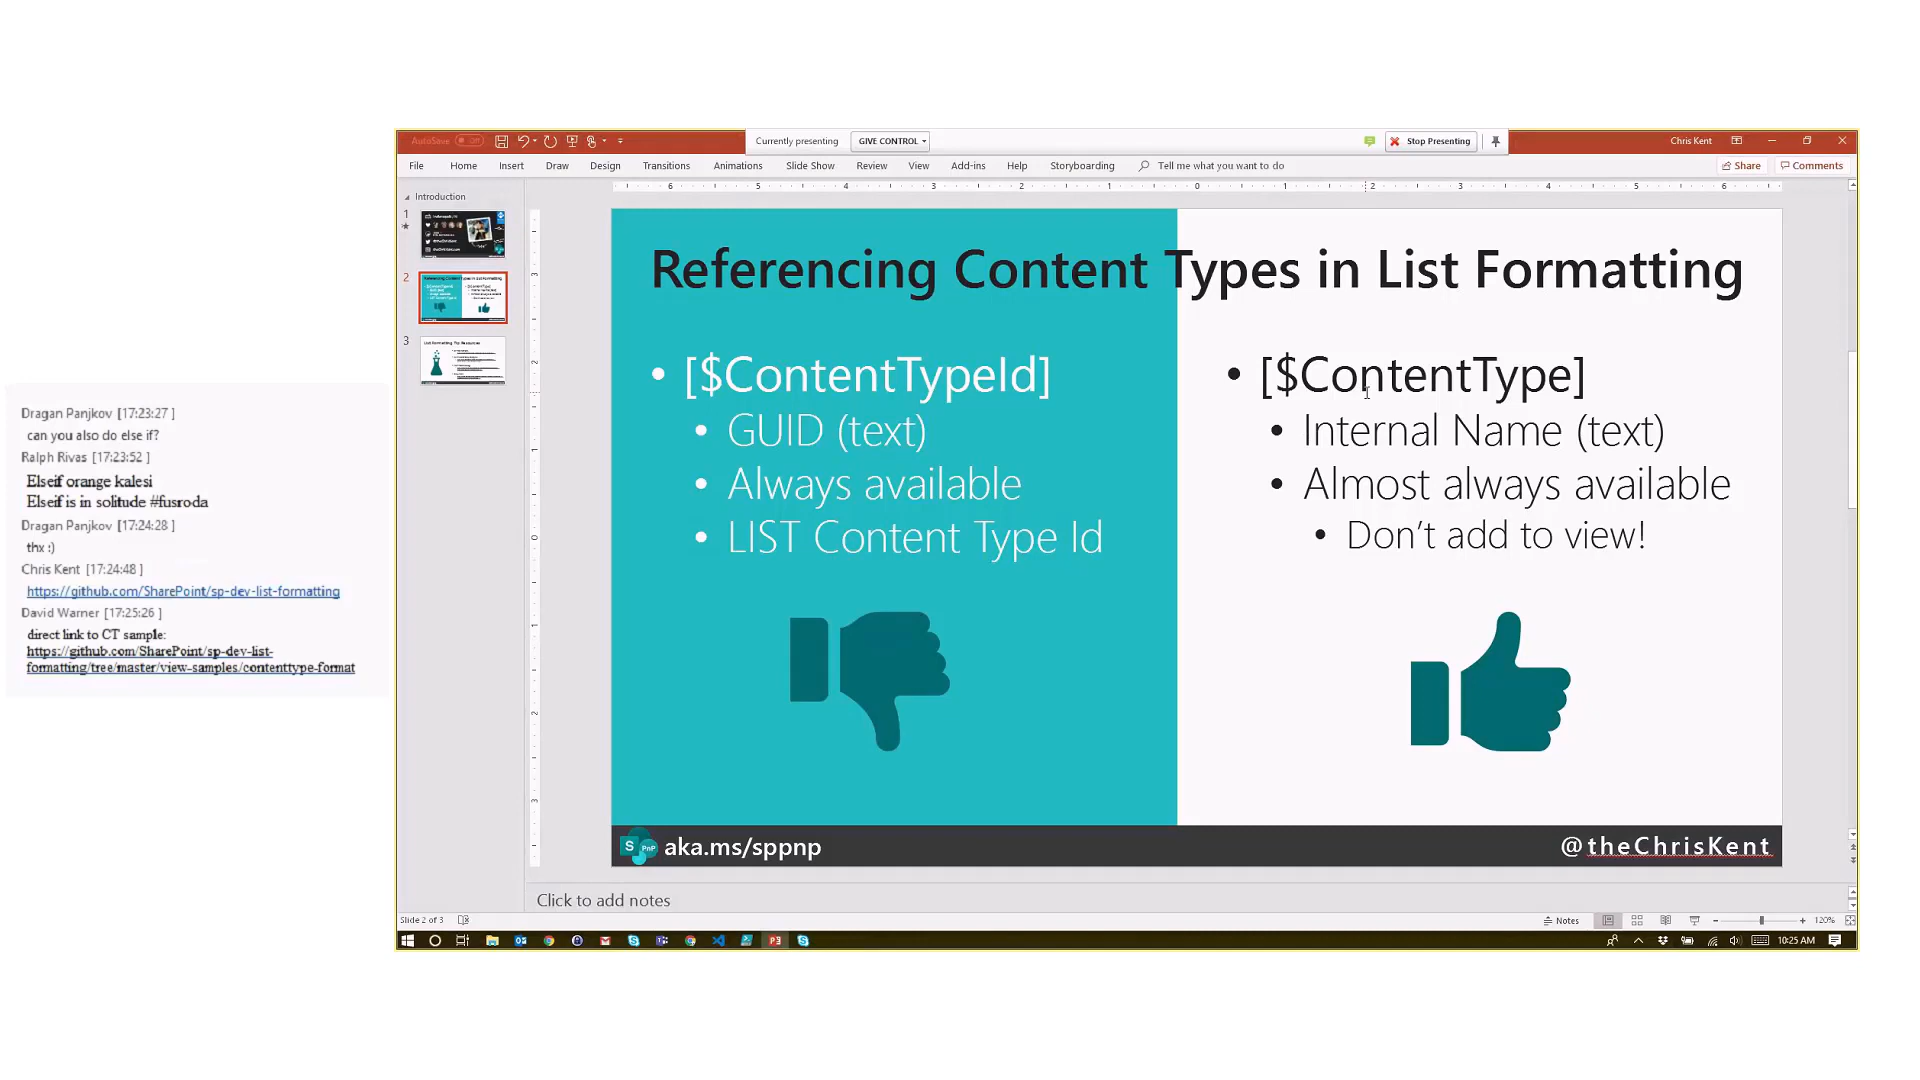 AutoSave
Off
Currently presenting
GIVE CONTROL
Stop Presenting
Chris Kent
File
Home
Insert
Draw
Design
Transitions
Animations
Slide Show
Review
View
Add-ins
Help
Storyboarding
Tell me what you want to do
Share
Comments
Introduction
1
2
3
Referencing Content Types in List Formatting
• [$ContentTypeId]
• GUID (text)
• Always available
• LIST Content Type Id
• [$ContentType]
• Internal Name (text)
• Almost always available
• Don't add to view!
aka.ms/sppnp
@theChrisKent
Click to add notes
Slide 2 of 3
Notes
120%
10:25 AM
Dragan Panjkov [17:23:27 ]
can you also do else if?
Ralph Rivas [17:23:52 ]
Elseif orange kalesi
Elseif is in solitude #fusroda
Dragan Panjkov [17:24:28 ]
thx :)
Chris Kent [17:24:48 ]
https://github.com/SharePoint/sp-dev-list-formatting
David Warner [17:25:26 ]
direct link to CT sample:
https://github.com/SharePoint/sp-dev-list-
formatting/tree/master/view-samples/contenttype-format